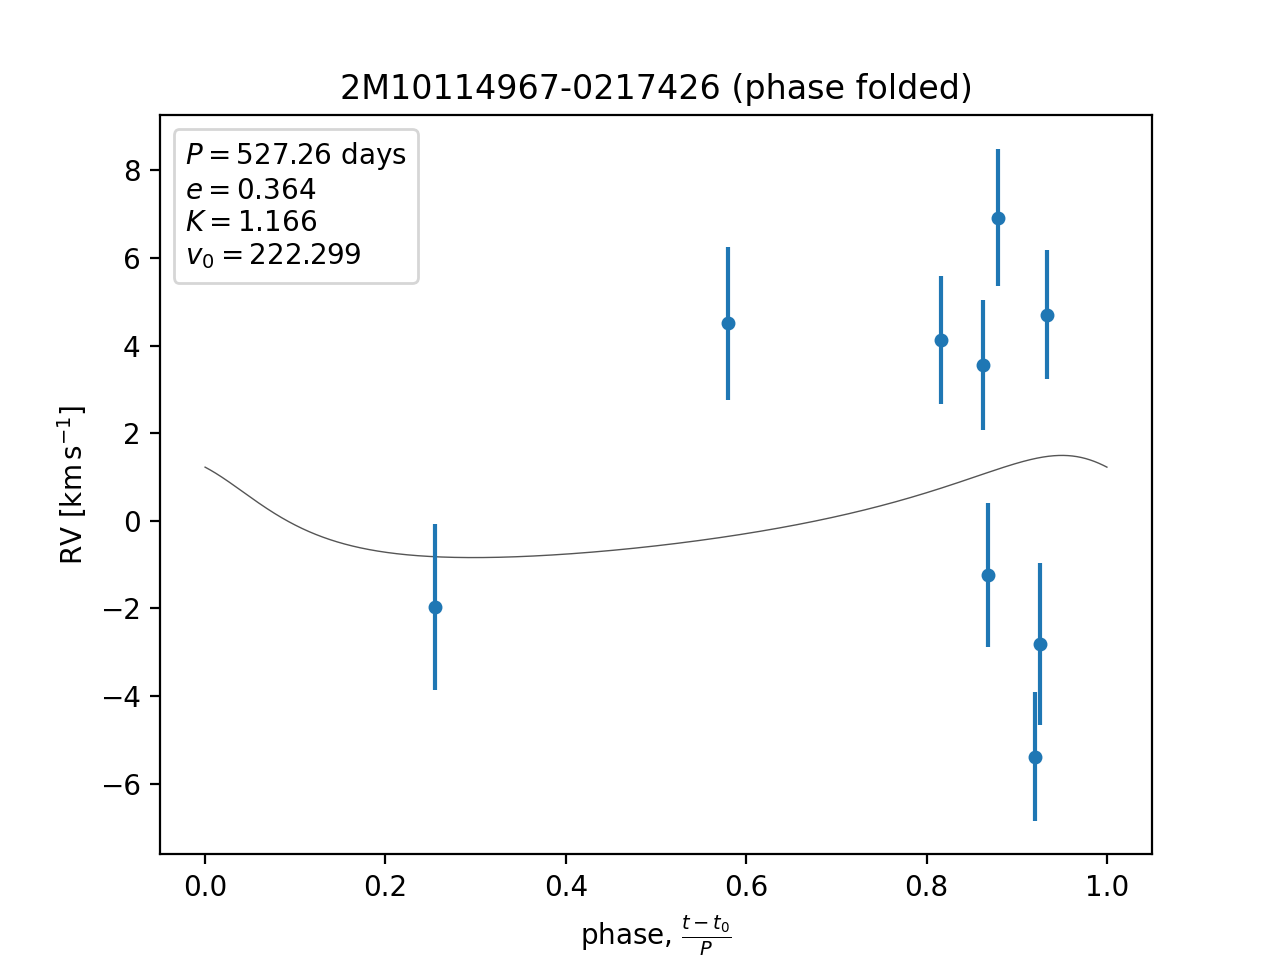 2M10114967-0217426 (phase folded)
P = 527.26 days
e = 0.364
K = 1.166
v₀ = 222.299
RV [km s⁻¹]
8
6
4
2
0
−2
−4
−6
0.0 0.2 0.4 0.6 0.8 1.0
phase, (t − t₀)/P